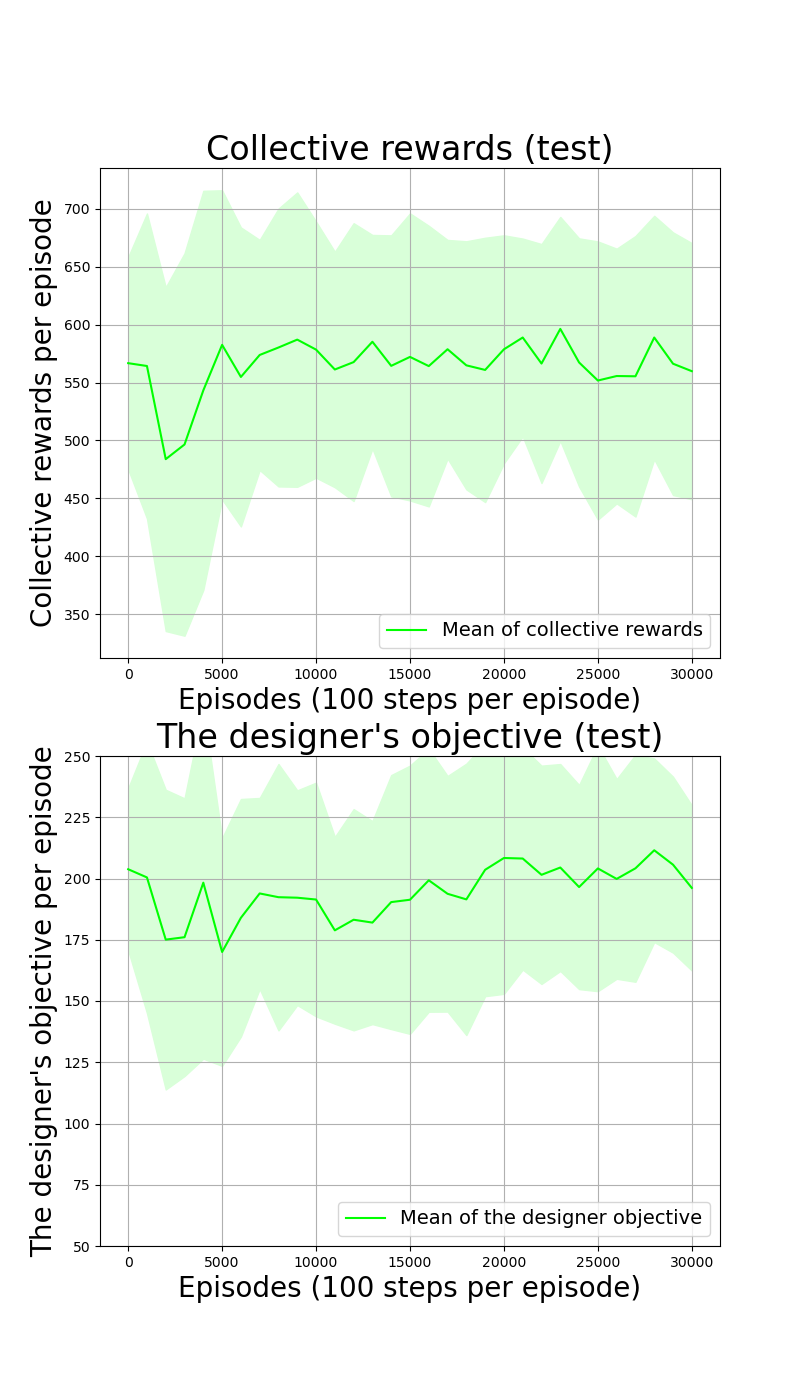 Collective rewards (test)
Collective rewards per episode
700
650
600
550
500
450
400
350
Mean of collective rewards
0 5000 10000 15000 20000 25000 30000
Episodes (100 steps per episode)
The designer's objective (test)
The designer's objective per episode
250
225
200
175
150
125
100
75
50
Mean of the designer objective
0 5000 10000 15000 20000 25000 30000
Episodes (100 steps per episode)